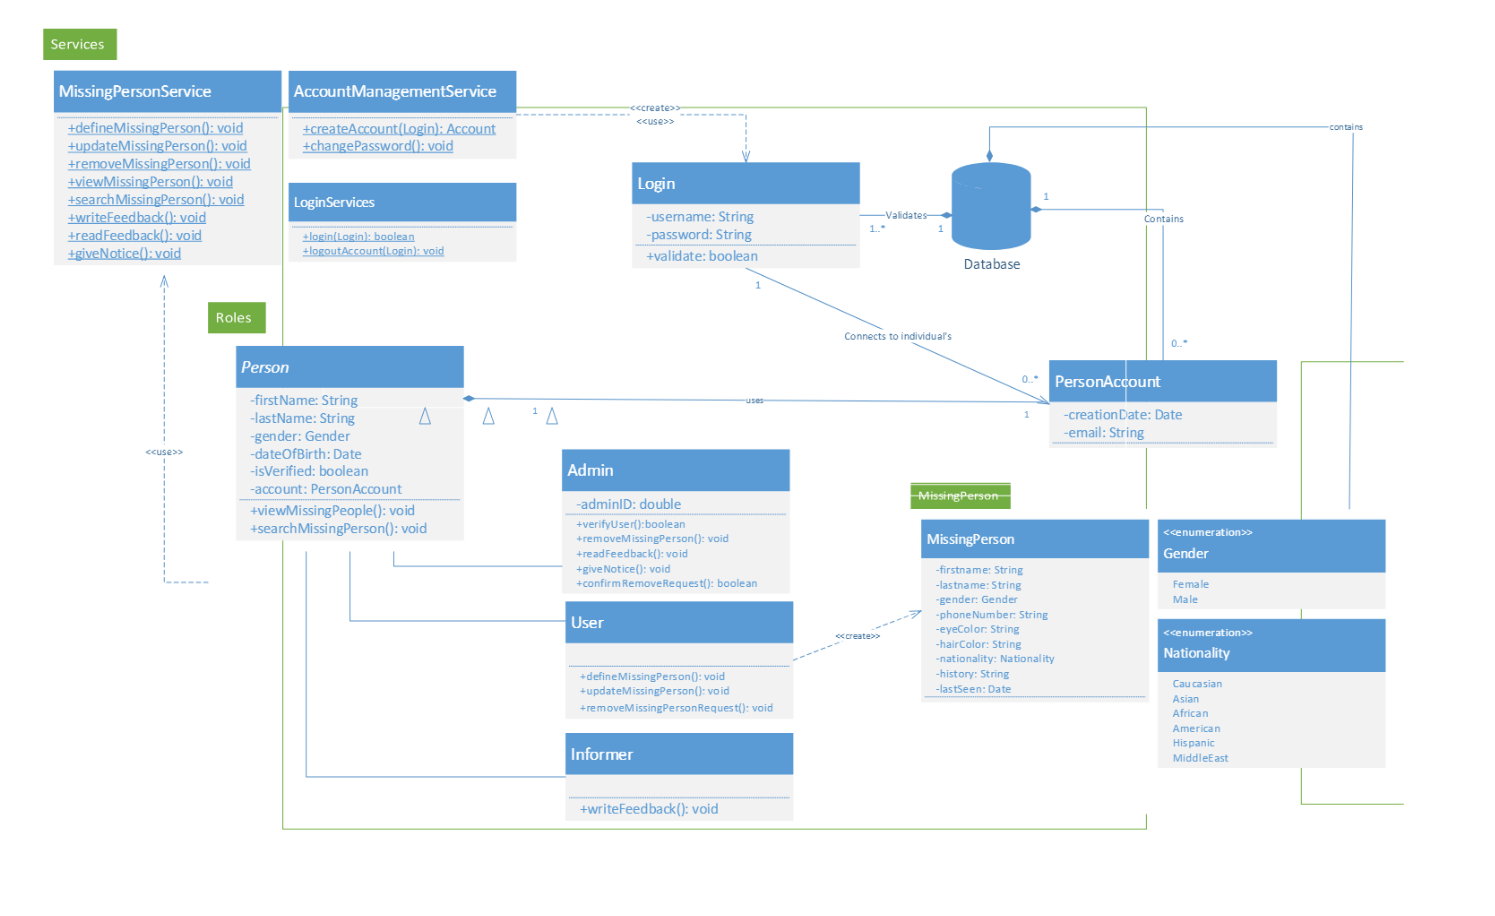 Services
MissingPersonService
+defineMissingPerson(): void
+updateMissingPerson(): void
+removeMissingPerson(): void
+viewMissingPerson(): void
+searchMissingPerson(): void
+writeFeedback(): void
+readFeedback(): void
+giveNotice(): void
AccountManagementService
+createAccount(Login): Account
+changePassword(): void
LoginServices
+login(Login): boolean
+logoutAccount(Login): void
<<create>>
<<use>>
Login
-username: String
-password: String
+validate: boolean
Validates
1..*
1
Database
contains
1
Contains
0..*
1
Connects to individual's
0..*
1
PersonAccount
-creationDate: Date
-email: String
Roles
Person
-firstName: String
-lastName: String
-gender: Gender
-dateOfBirth: Date
-isVerified: boolean
-account: PersonAccount
+viewMissingPeople(): void
+searchMissingPerson(): void
1
uses
<<use>>
Admin
-adminID: double
+verifyUser():boolean
+removeMissingPerson(): void
+readFeedback(): void
+giveNotice(): void
+confirmRemoveRequest(): boolean
User
+defineMissingPerson(): void
+updateMissingPerson(): void
+removeMissingPersonRequest(): void
<<create>>
Informer
+writeFeedback(): void
MissingPerson
MissingPerson
-firstname: String
-lastname: String
-gender: Gender
-phoneNumber: String
-eyeColor: String
-hairColor: String
-nationality: Nationality
-history: String
-lastSeen: Date
<<enumeration>>
Gender
Female
Male
<<enumeration>>
Nationality
Caucasian
Asian
African
American
Hispanic
MiddleEast